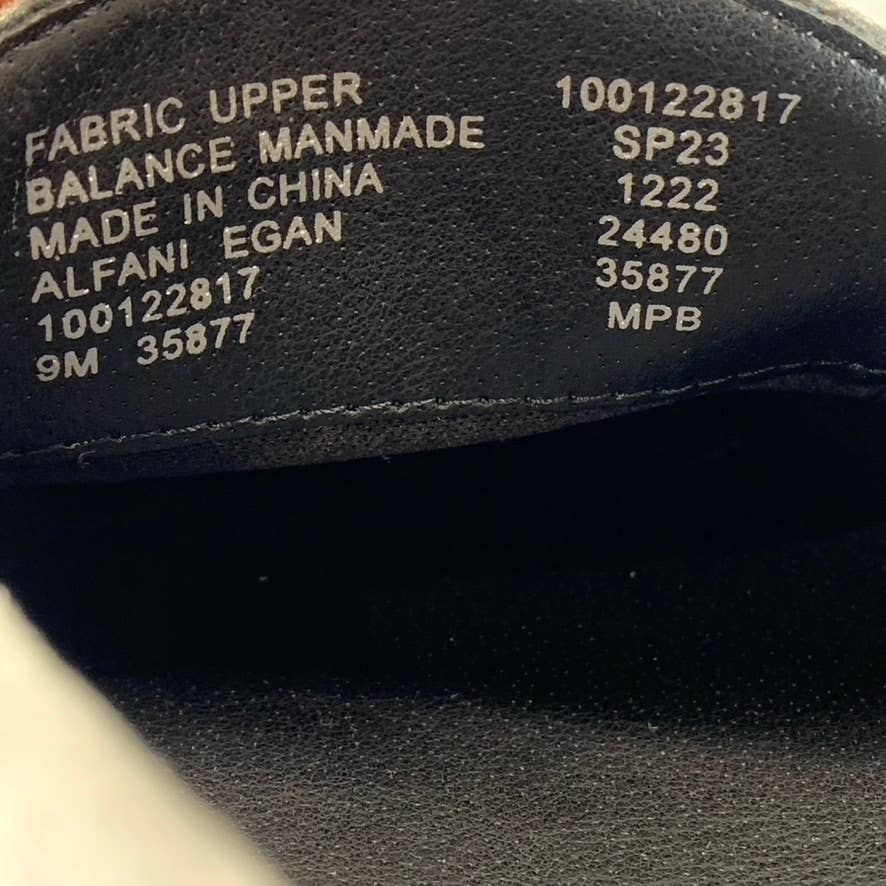 FABRIC UPPER
BALANCE MANMADE
MADE IN CHINA
ALFANI EGAN
100122817
9M 35877
100122817
SP23
1222
24480
35877
MPB